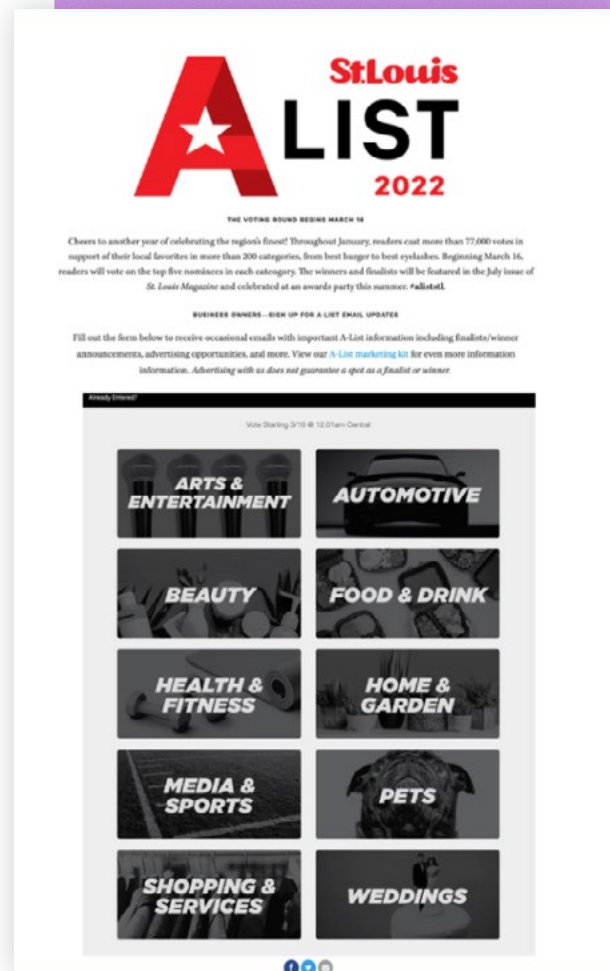 St.Louis
A LIST
2022
THE VOTING ROUND BEGINS MARCH 16
Cheers to another year of celebrating the region's finest! Throughout January, readers cast more than 77,000 votes in
support of their local favorites in more than 200 categories, from best burger to best eyelashes. Beginning March 16,
readers will vote on the top five nominees in each catcogory. The winners and finalists will be featured in the July issue of
St. Louis Magazine and celebrated at an awards party this summer. #aliststl.
BUSINESS OWNERS—SIGN UP FOR A LIST EMAIL UPDATES
Fill out the form below to receive occasional emails with important A-List information including finalists/winner
announcements, advertising opportunities, and more. View our A-List marketing kit for even more information
information. Advertising with us does not guarantee a spot as a finalist or winner.
Already Entered?
Vote Starting 3/16 @ 12:01am Central
ARTS &
ENTERTAINMENT
AUTOMOTIVE
BEAUTY
FOOD & DRINK
HEALTH &
FITNESS
HOME &
GARDEN
MEDIA &
SPORTS
PETS
SHOPPING &
SERVICES
WEDDINGS